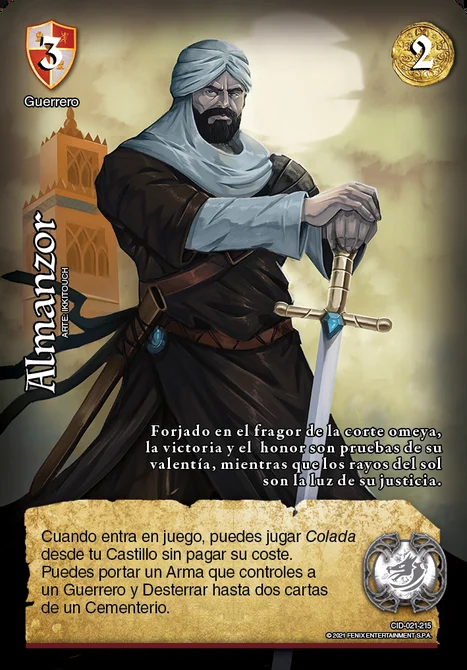 3
2
Guerrero
Almanzor
ARTE: IKKITOUCH
Forjado en el fragor de la corte omeya,
la victoria y el honor son pruebas de su
valentía, mientras que los rayos del sol
son la luz de su justicia.
Cuando entra en juego, puedes jugar Colada
desde tu Castillo sin pagar su coste.
Puedes portar un Arma que controles a
un Guerrero y Desterrar hasta dos cartas
de un Cementerio.
CID-021-215
© 2021 FENIX ENTERTAINMENT S.P.A.